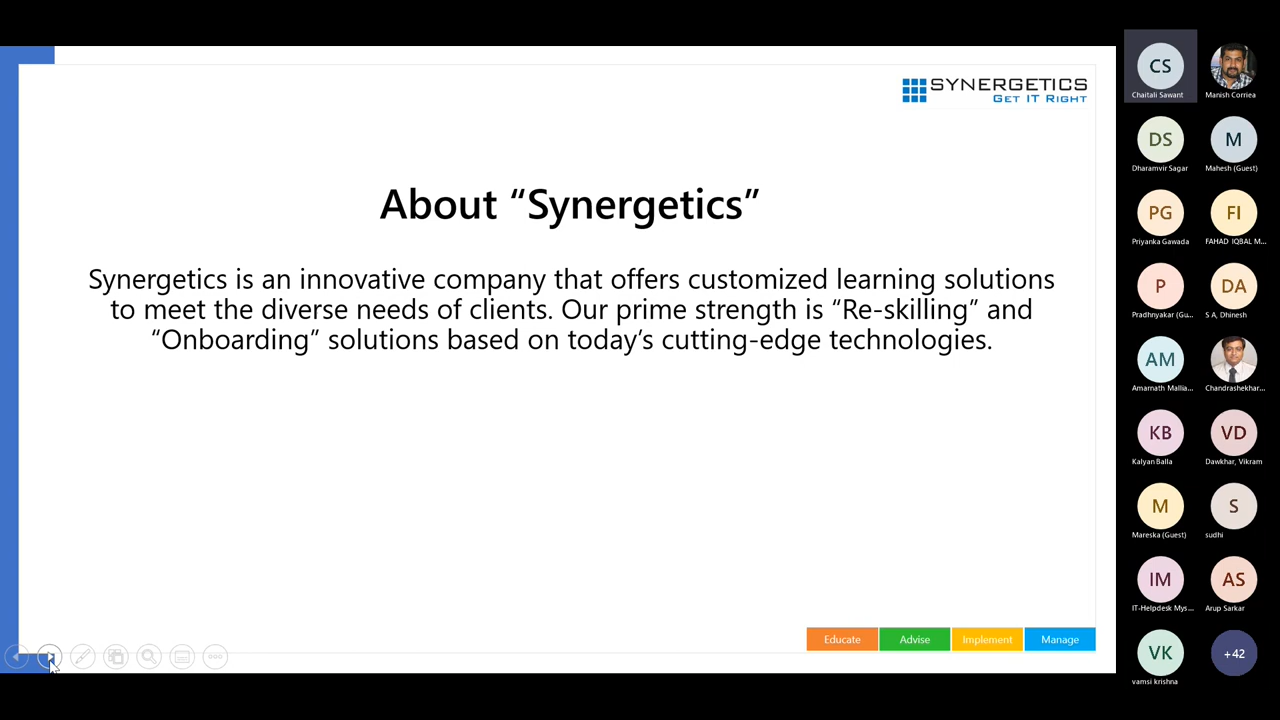 SYNERGETICS
GET IT RIGHT
About “Synergetics”
Synergetics is an innovative company that offers customized learning solutions
to meet the diverse needs of clients. Our prime strength is “Re-skilling” and
“Onboarding” solutions based on today’s cutting-edge technologies.
Educate Advise Implement Manage
CS
Chaitali Sawant
Manish Corriea
DS
Dharamvir Sagar
M
Mahesh (Guest)
PG
Priyanka Gawada
FI
FAHAD IQBAL M...
P
Pradhnyakar (Gu...
DA
S A, Dhinesh
AM
Amarnath Mallia...
Chandrashekhar...
KB
Kalyan Balla
VD
Dawkhar, Vikram
M
Mareska (Guest)
S
sudhi
IM
IT-Helpdesk Mys...
AS
Arup Sarkar
VK
vamsi krishna
+42